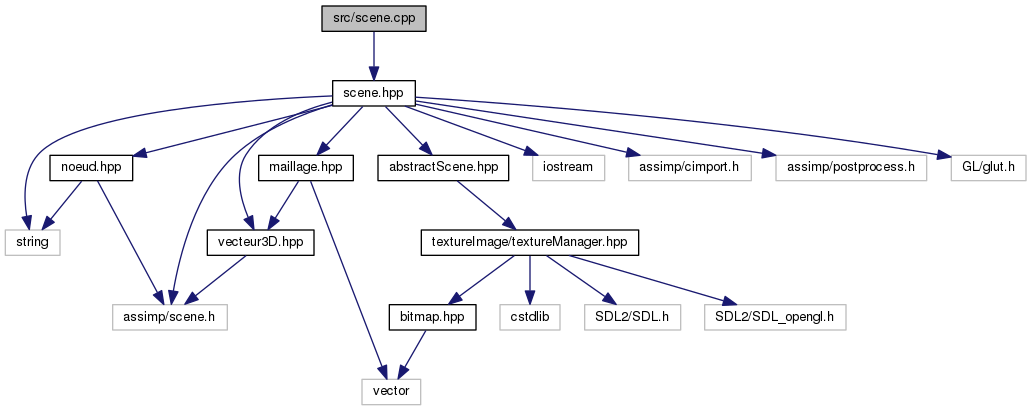 src/scene.cpp
scene.hpp
noeud.hpp
maillage.hpp
abstractScene.hpp
iostream
assimp/cimport.h
assimp/postprocess.h
GL/glut.h
string
vecteur3D.hpp
textureImage/textureManager.hpp
assimp/scene.h
bitmap.hpp
cstdlib
SDL2/SDL.h
SDL2/SDL_opengl.h
vector